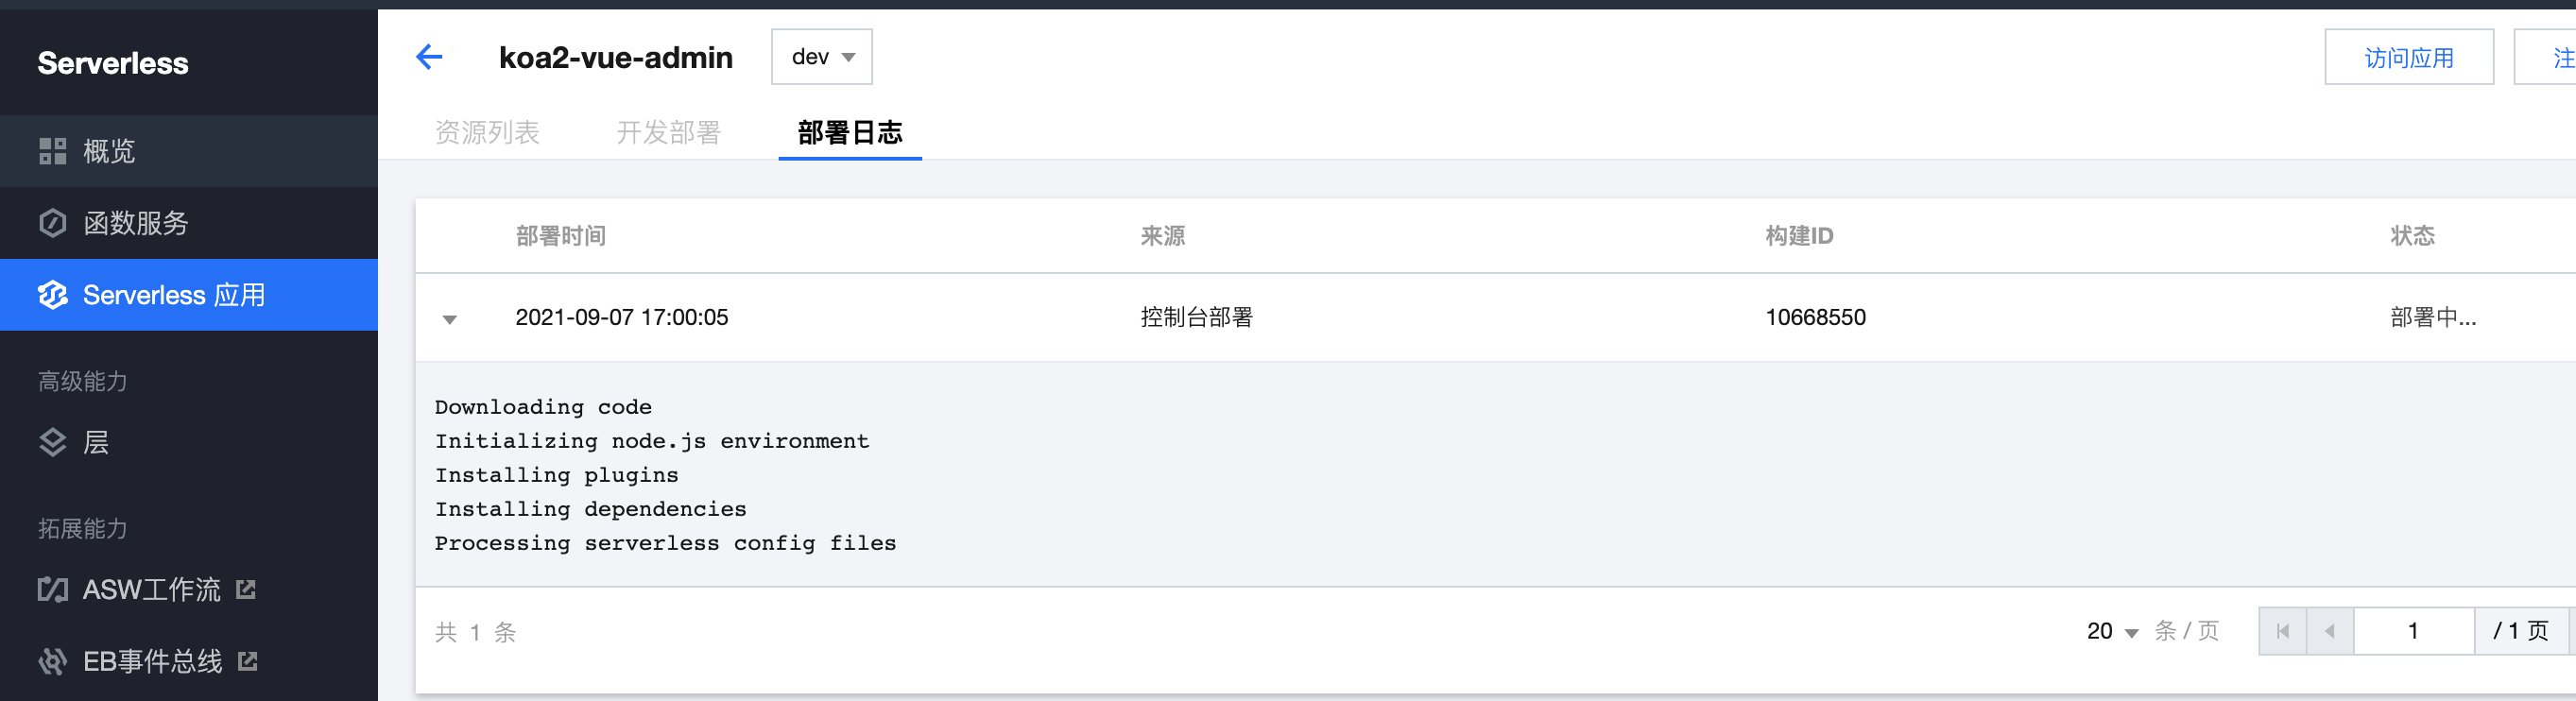 Serverless
概览
函数服务
Serverless 应用
高级能力
层
拓展能力
ASW工作流
EB事件总线
koa2-vue-admin
dev
访问应用
注
资源列表
开发部署
部署日志
部署时间 来源 构建ID 状态
2021-09-07 17:00:05 控制台部署 10668550 部署中...
Downloading code
Initializing node.js environment
Installing plugins
Installing dependencies
Processing serverless config files
共 1 条
20 条 / 页
1 / 1 页